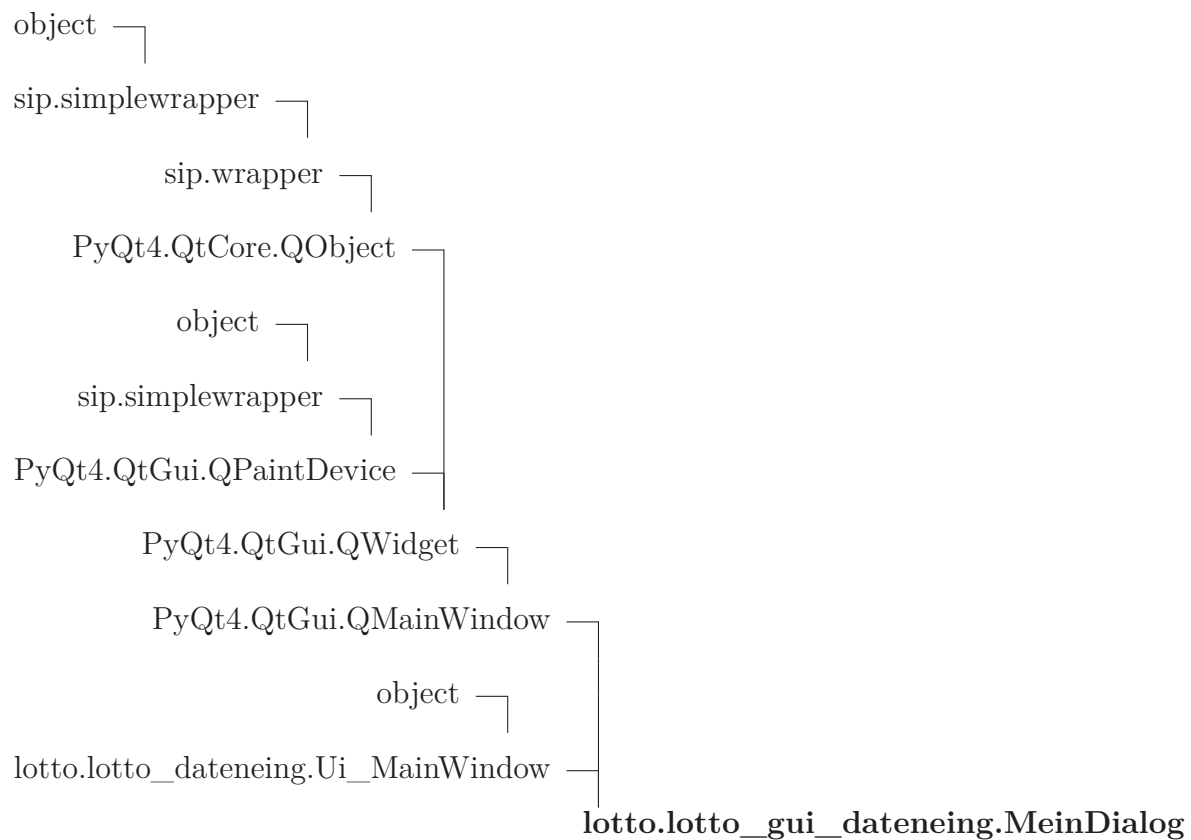 object
sip.simplewrapper
sip.wrapper
PyQt4.QtCore.QObject
object
sip.simplewrapper
PyQt4.QtGui.QPaintDevice
PyQt4.QtGui.QWidget
PyQt4.QtGui.QMainWindow
object
lotto.lotto_dateneing.Ui_MainWindow
lotto.lotto_gui_dateneing.MeinDialog